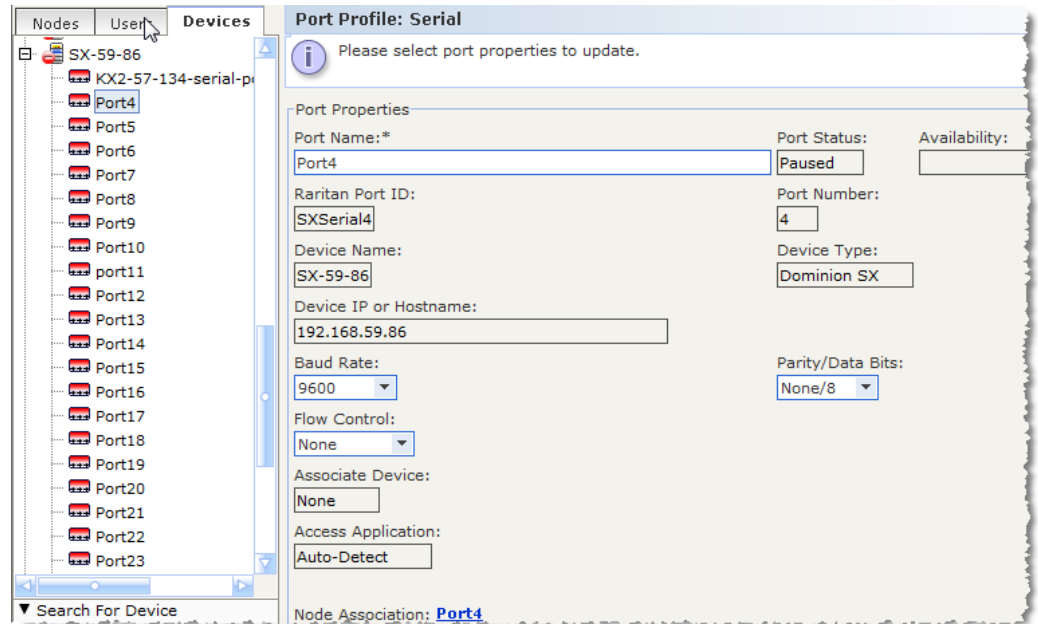 Nodes
Users
Devices
SX-59-86
KX2-57-134-serial-p
Port4
Port5
Port6
Port7
Port8
Port9
Port10
port11
Port12
Port13
Port14
Port15
Port16
Port17
Port18
Port19
Port20
Port21
Port22
Port23
▼ Search For Device
Port Profile: Serial
i
Please select port properties to update.
Port Properties
Port Name:*
Port4
Port Status:
Paused
Availability:
Raritan Port ID:
SXSerial4
Port Number:
4
Device Name:
SX-59-86
Device Type:
Dominion SX
Device IP or Hostname:
192.168.59.86
Baud Rate:
9600
Parity/Data Bits:
None/8
Flow Control:
None
Associate Device:
None
Access Application:
Auto-Detect
Node Association: Port4